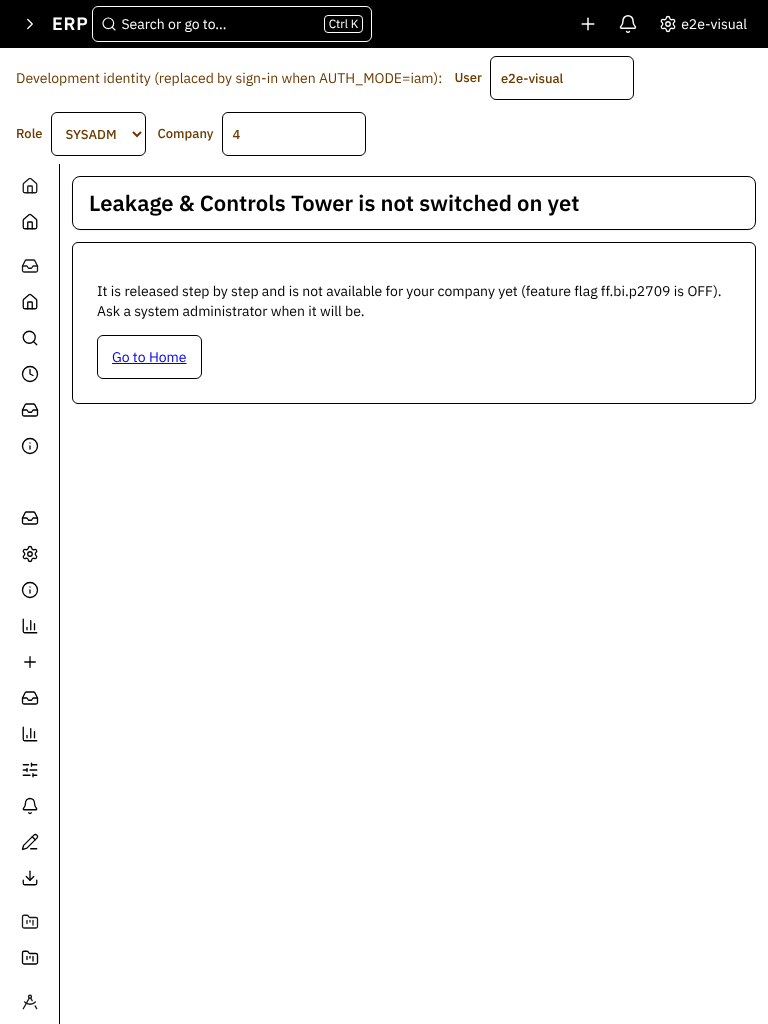 ERP
Search or go to...
Ctrl K
e2e-visual
Development identity (replaced by sign-in when AUTH_MODE=iam):
User
e2e-visual
Role
SYSADM
Company
4
Leakage & Controls Tower is not switched on yet
It is released step by step and is not available for your company yet (feature flag ff.bi.p2709 is OFF).
Ask a system administrator when it will be.
Go to Home